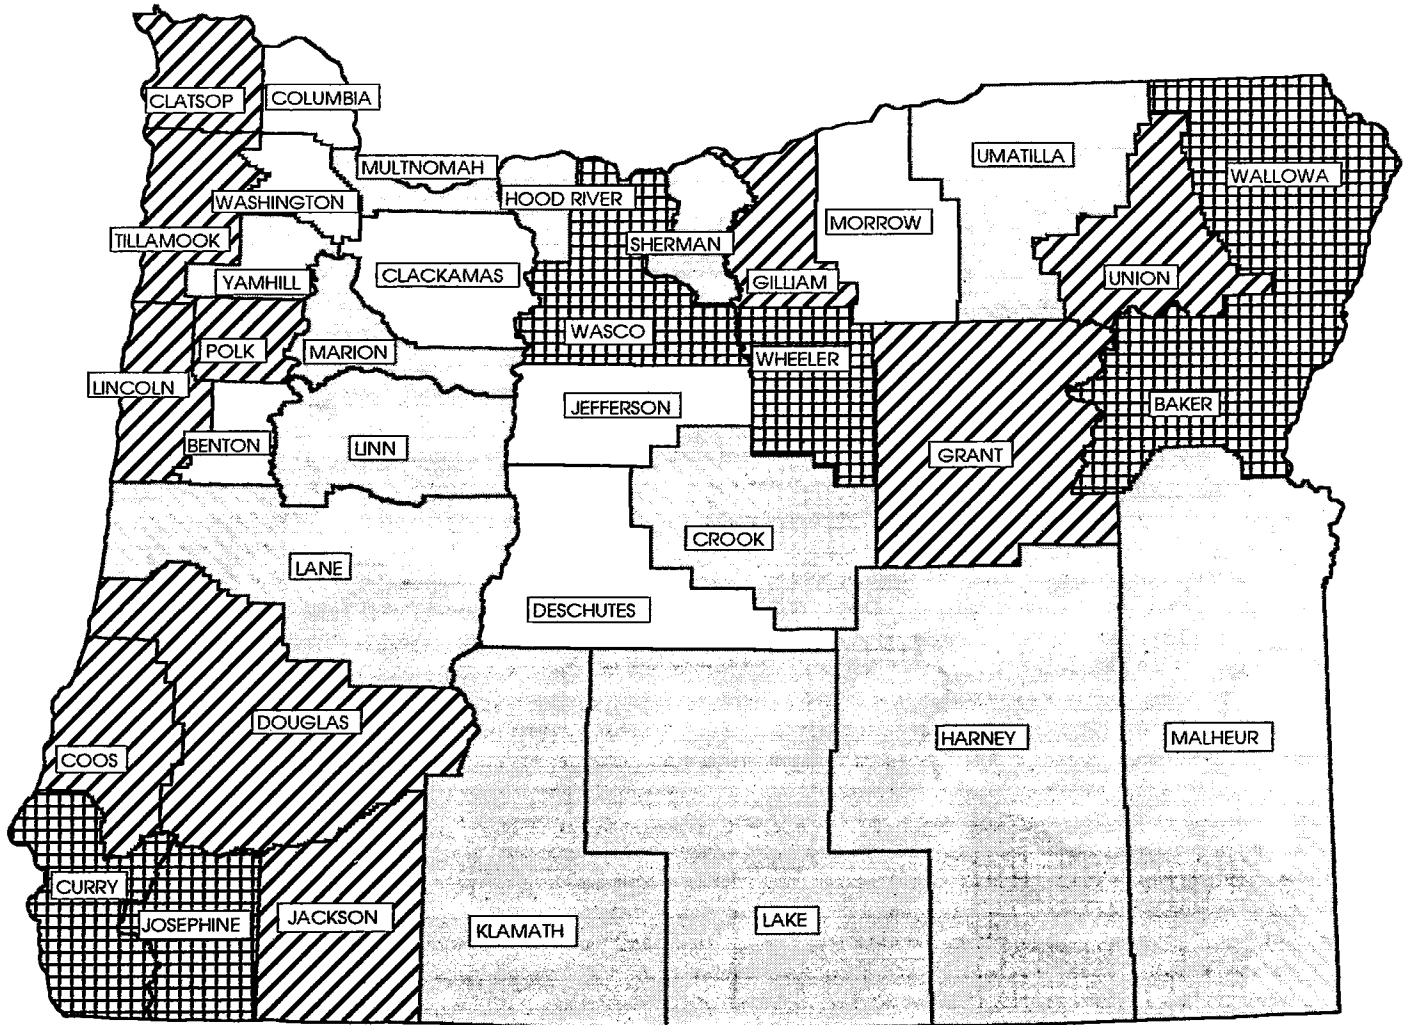 CLATSOP
COLUMBIA
MULTNOMAH
UMATILLA
WALLOWA
WASHINGTON
HOOD RIVER
MORROW
TILLAMOOK
SHERMAN
YAMHILL
CLACKAMAS
GILLIAM
UNION
WASCO
POLK
MARION
WHEELER
LINCOLN
JEFFERSON
BAKER
BENTON
LINN
GRANT
CROOK
LANE
DESCHUTES
DOUGLAS
HARNEY
MALHEUR
COOS
CURRY
JOSEPHINE
JACKSON
KLAMATH
LAKE